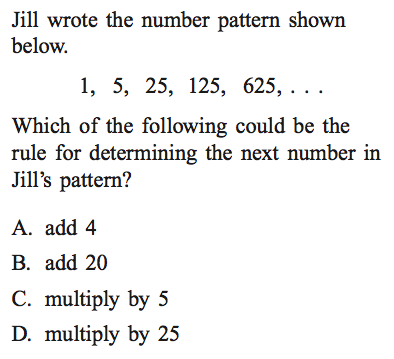 Jill wrote the number pattern shown
below.
1, 5, 25, 125, 625, . . .
Which of the following could be the
rule for determining the next number in
Jill’s pattern?
A. add 4
B. add 20
C. multiply by 5
D. multiply by 25